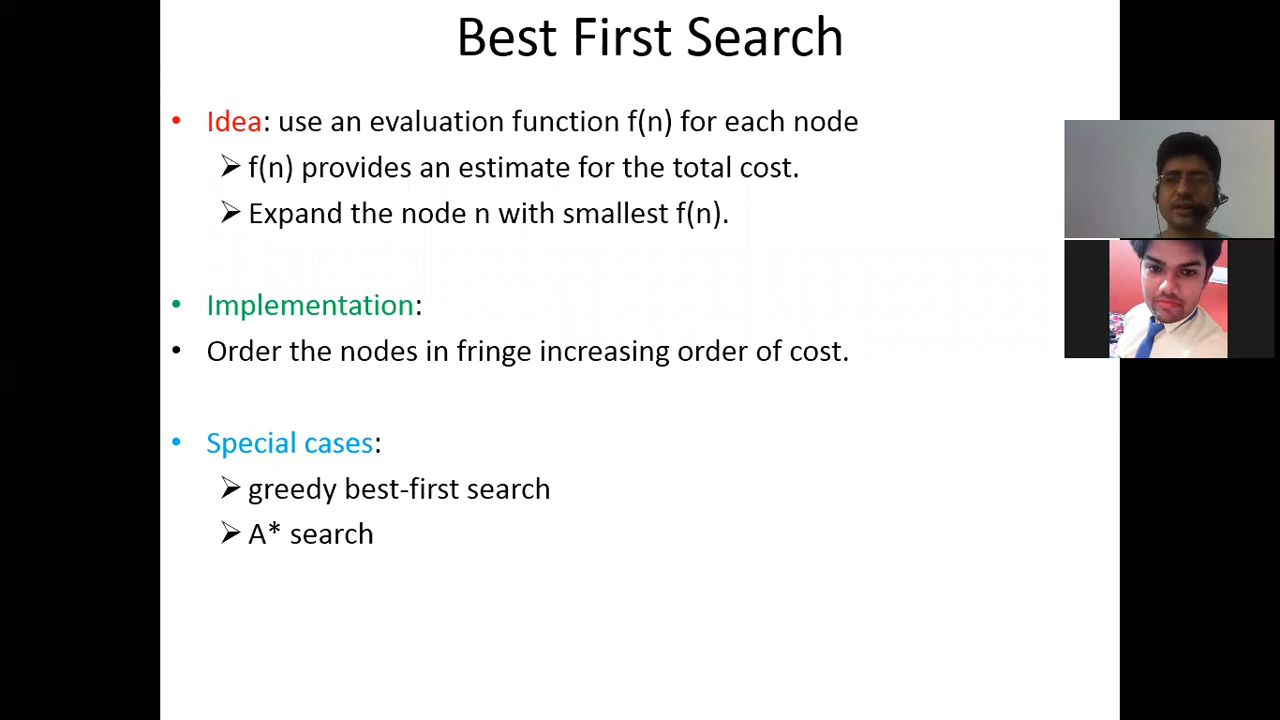 Best First Search
• Idea: use an evaluation function f(n) for each node
➢ f(n) provides an estimate for the total cost.
➢ Expand the node n with smallest f(n).
• Implementation:
• Order the nodes in fringe increasing order of cost.
• Special cases:
➢ greedy best-first search
➢ A* search